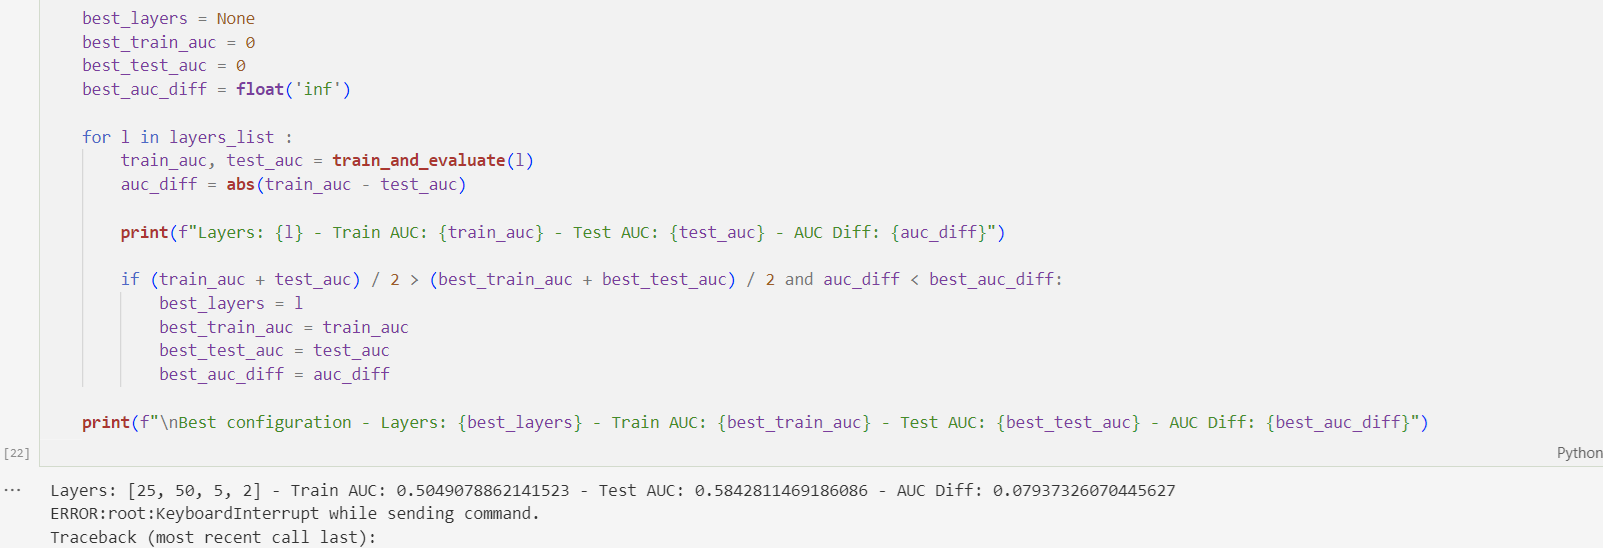 best_layers = None
best_train_auc = 0
best_test_auc = 0
best_auc_diff = float('inf')
for l in layers_list :
train_auc, test_auc = train_and_evaluate(l)
auc_diff = abs(train_auc - test_auc)
print(f"Layers: {l} - Train AUC: {train_auc} - Test AUC: {test_auc} - AUC Diff: {auc_diff}")
if (train_auc + test_auc) / 2 > (best_train_auc + best_test_auc) / 2 and auc_diff < best_auc_diff:
best_layers = l
best_train_auc = train_auc
best_test_auc = test_auc
best_auc_diff = auc_diff
print(f"\nBest configuration - Layers: {best_layers} - Train AUC: {best_train_auc} - Test AUC: {best_test_auc} - AUC Diff: {best_auc_diff}")
[22]
Python
... Layers: [25, 50, 5, 2] - Train AUC: 0.5049078862141523 - Test AUC: 0.5842811469186086 - AUC Diff: 0.07937326070445627
ERROR:root:KeyboardInterrupt while sending command.
Traceback (most recent call last):